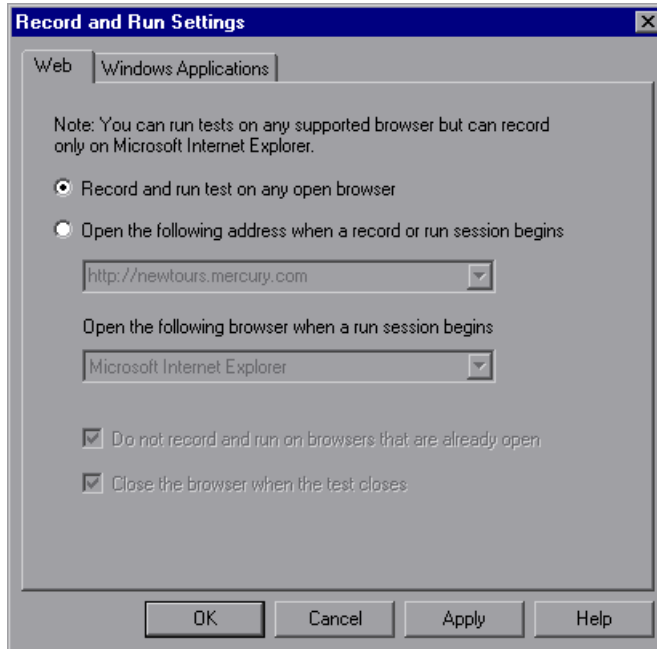 Record and Run Settings
Web
Windows Applications
Note: You can run tests on any supported browser but can record
only on Microsoft Internet Explorer.
Record and run test on any open browser
Open the following address when a record or run session begins
http://newtours.mercury.com
Open the following browser when a run session begins
Microsoft Internet Explorer
Do not record and run on browsers that are already open
Close the browser when the test closes
OK
Cancel
Apply
Help